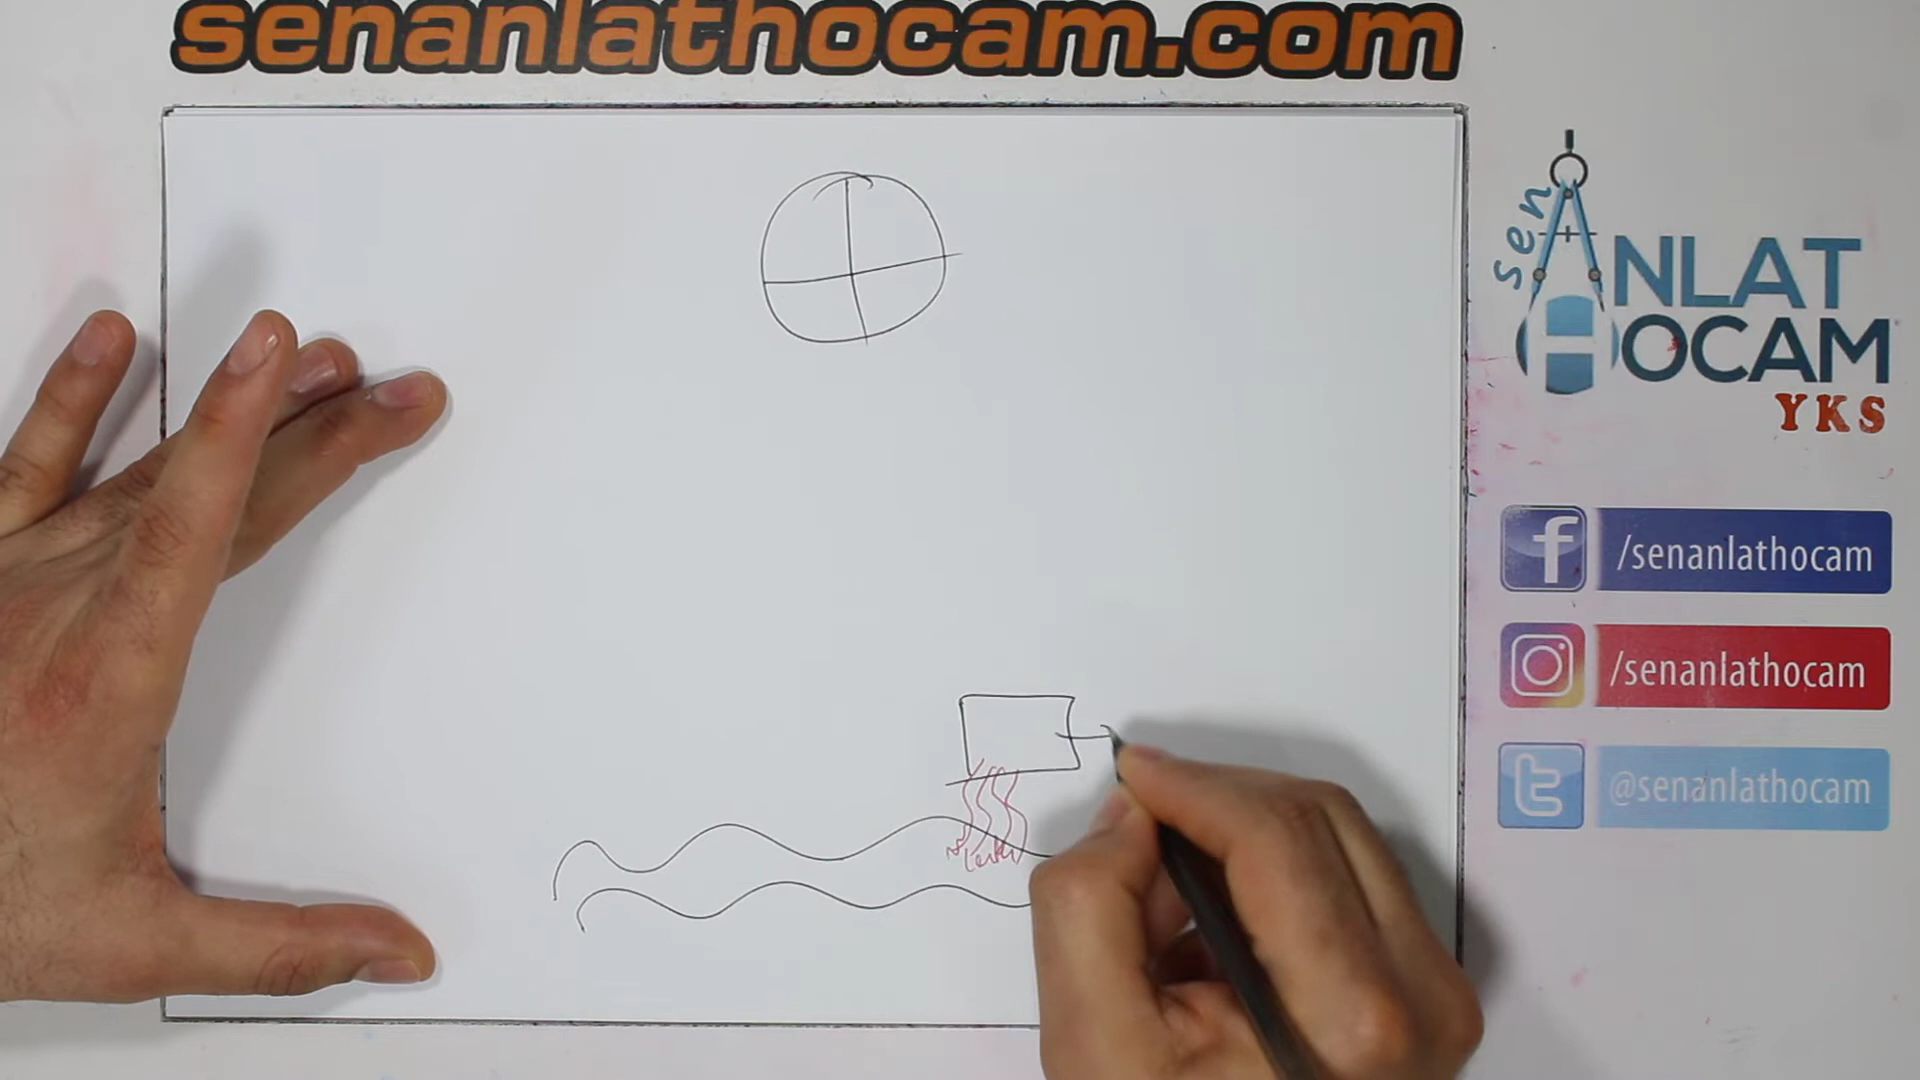 senanlathocam.com
sen
ANLAT
HOCAM
YKS
f /senanlathocam
/senanlathocam
t @senanlathocam